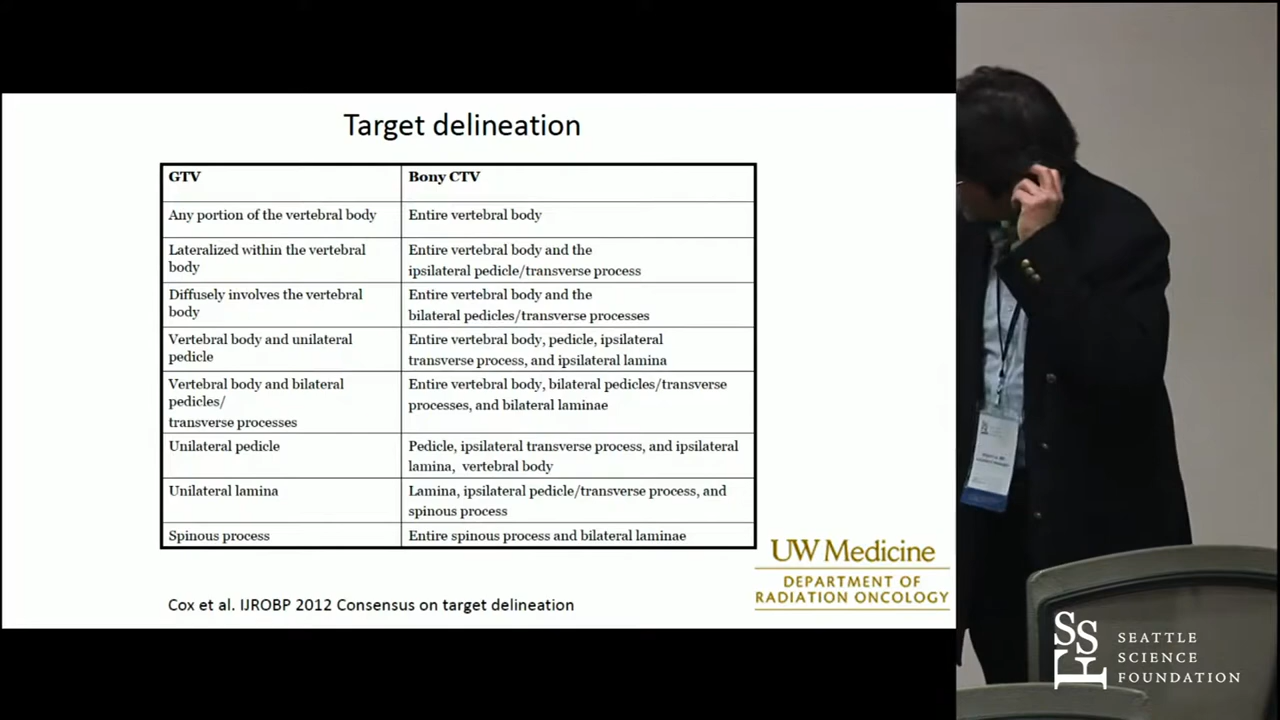 Target delineation
GTV
Bony CTV
Any portion of the vertebral body
Entire vertebral body
Lateralized within the vertebral
body
Entire vertebral body and the
ipsilateral pedicle/transverse process
Diffusely involves the vertebral
body
Entire vertebral body and the
bilateral pedicles/transverse processes
Vertebral body and unilateral
pedicle
Entire vertebral body, pedicle, ipsilateral
transverse process, and ipsilateral lamina
Vertebral body and bilateral
pedicles/
transverse processes
Entire vertebral body, bilateral pedicles/transverse
processes, and bilateral laminae
Unilateral pedicle
Pedicle, ipsilateral transverse process, and ipsilateral
lamina, vertebral body
Unilateral lamina
Lamina, ipsilateral pedicle/transverse process, and
spinous process
Spinous process
Entire spinous process and bilateral laminae
UW Medicine
DEPARTMENT OF
RADIATION ONCOLOGY
Cox et al. IJROBP 2012 Consensus on target delineation
SSF
SEATTLE
SCIENCE
FOUNDATION